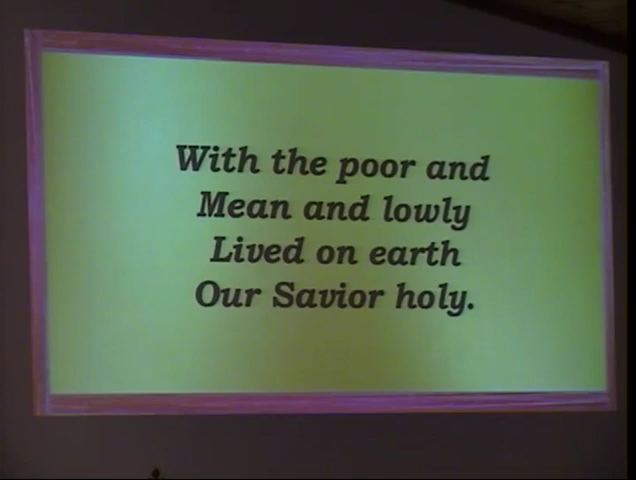 With the poor and
Mean and lowly
Lived on earth
Our Savior holy.